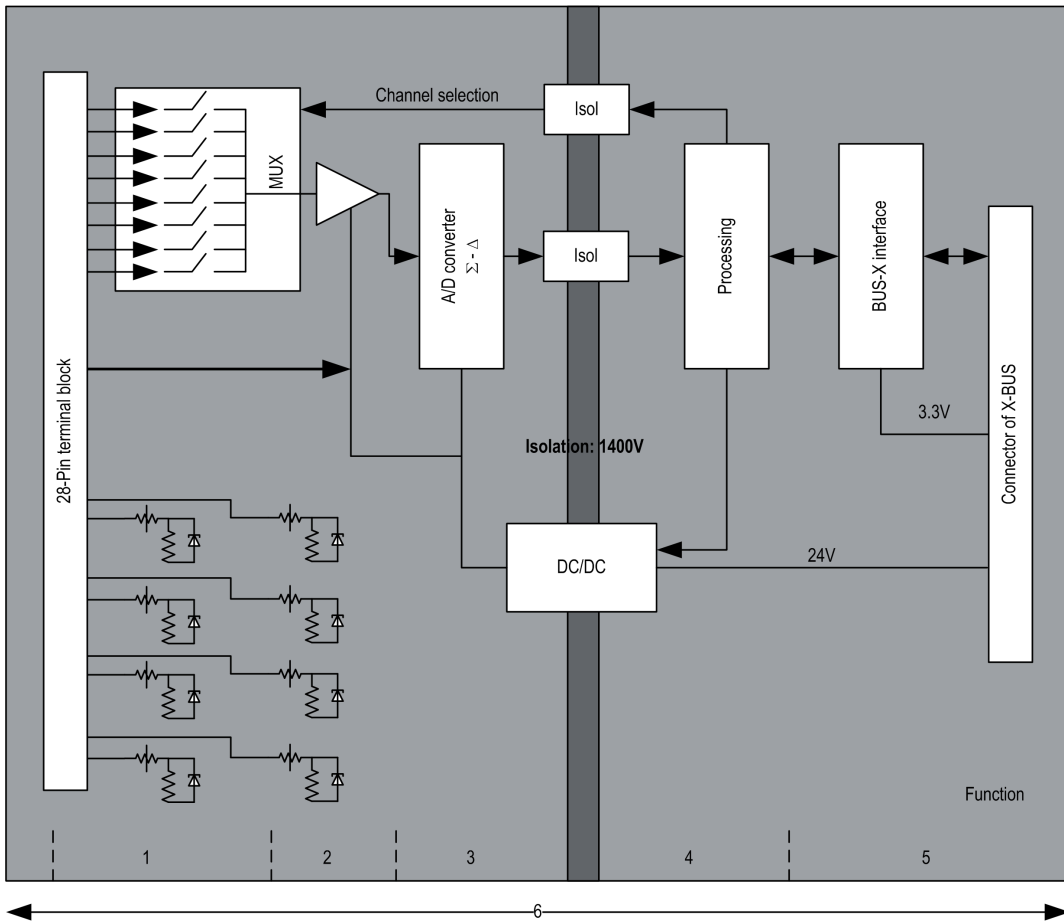 Channel selection
Isol
MUX
Isol
A/D converter
Σ - Δ
Processing
BUS-X interface
28-Pin terminal block
Connector of X-BUS
3.3V
Isolation: 1400V
DC/DC
24V
Function
1
2
3
4
5
6